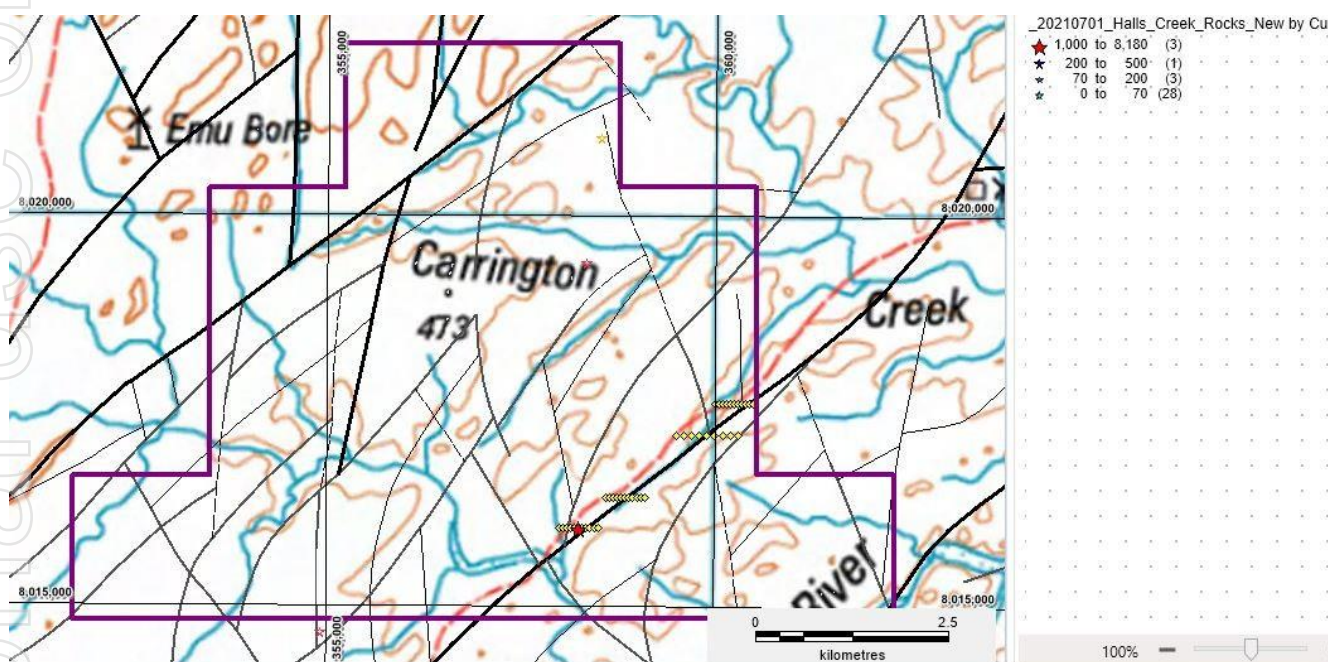 _20210701_Halls_Creek_Rocks_New by Cu
1,000 to 8,180 (3)
200 to 500 (1)
70 to 200 (3)
0 to 70 (28)
355,000
360,000
Emu Bore
8,020,000
8,020,000
Carrington
473
Creek
River
8,015,000
8,015,000
355,000
0 2.5
kilometres
100%